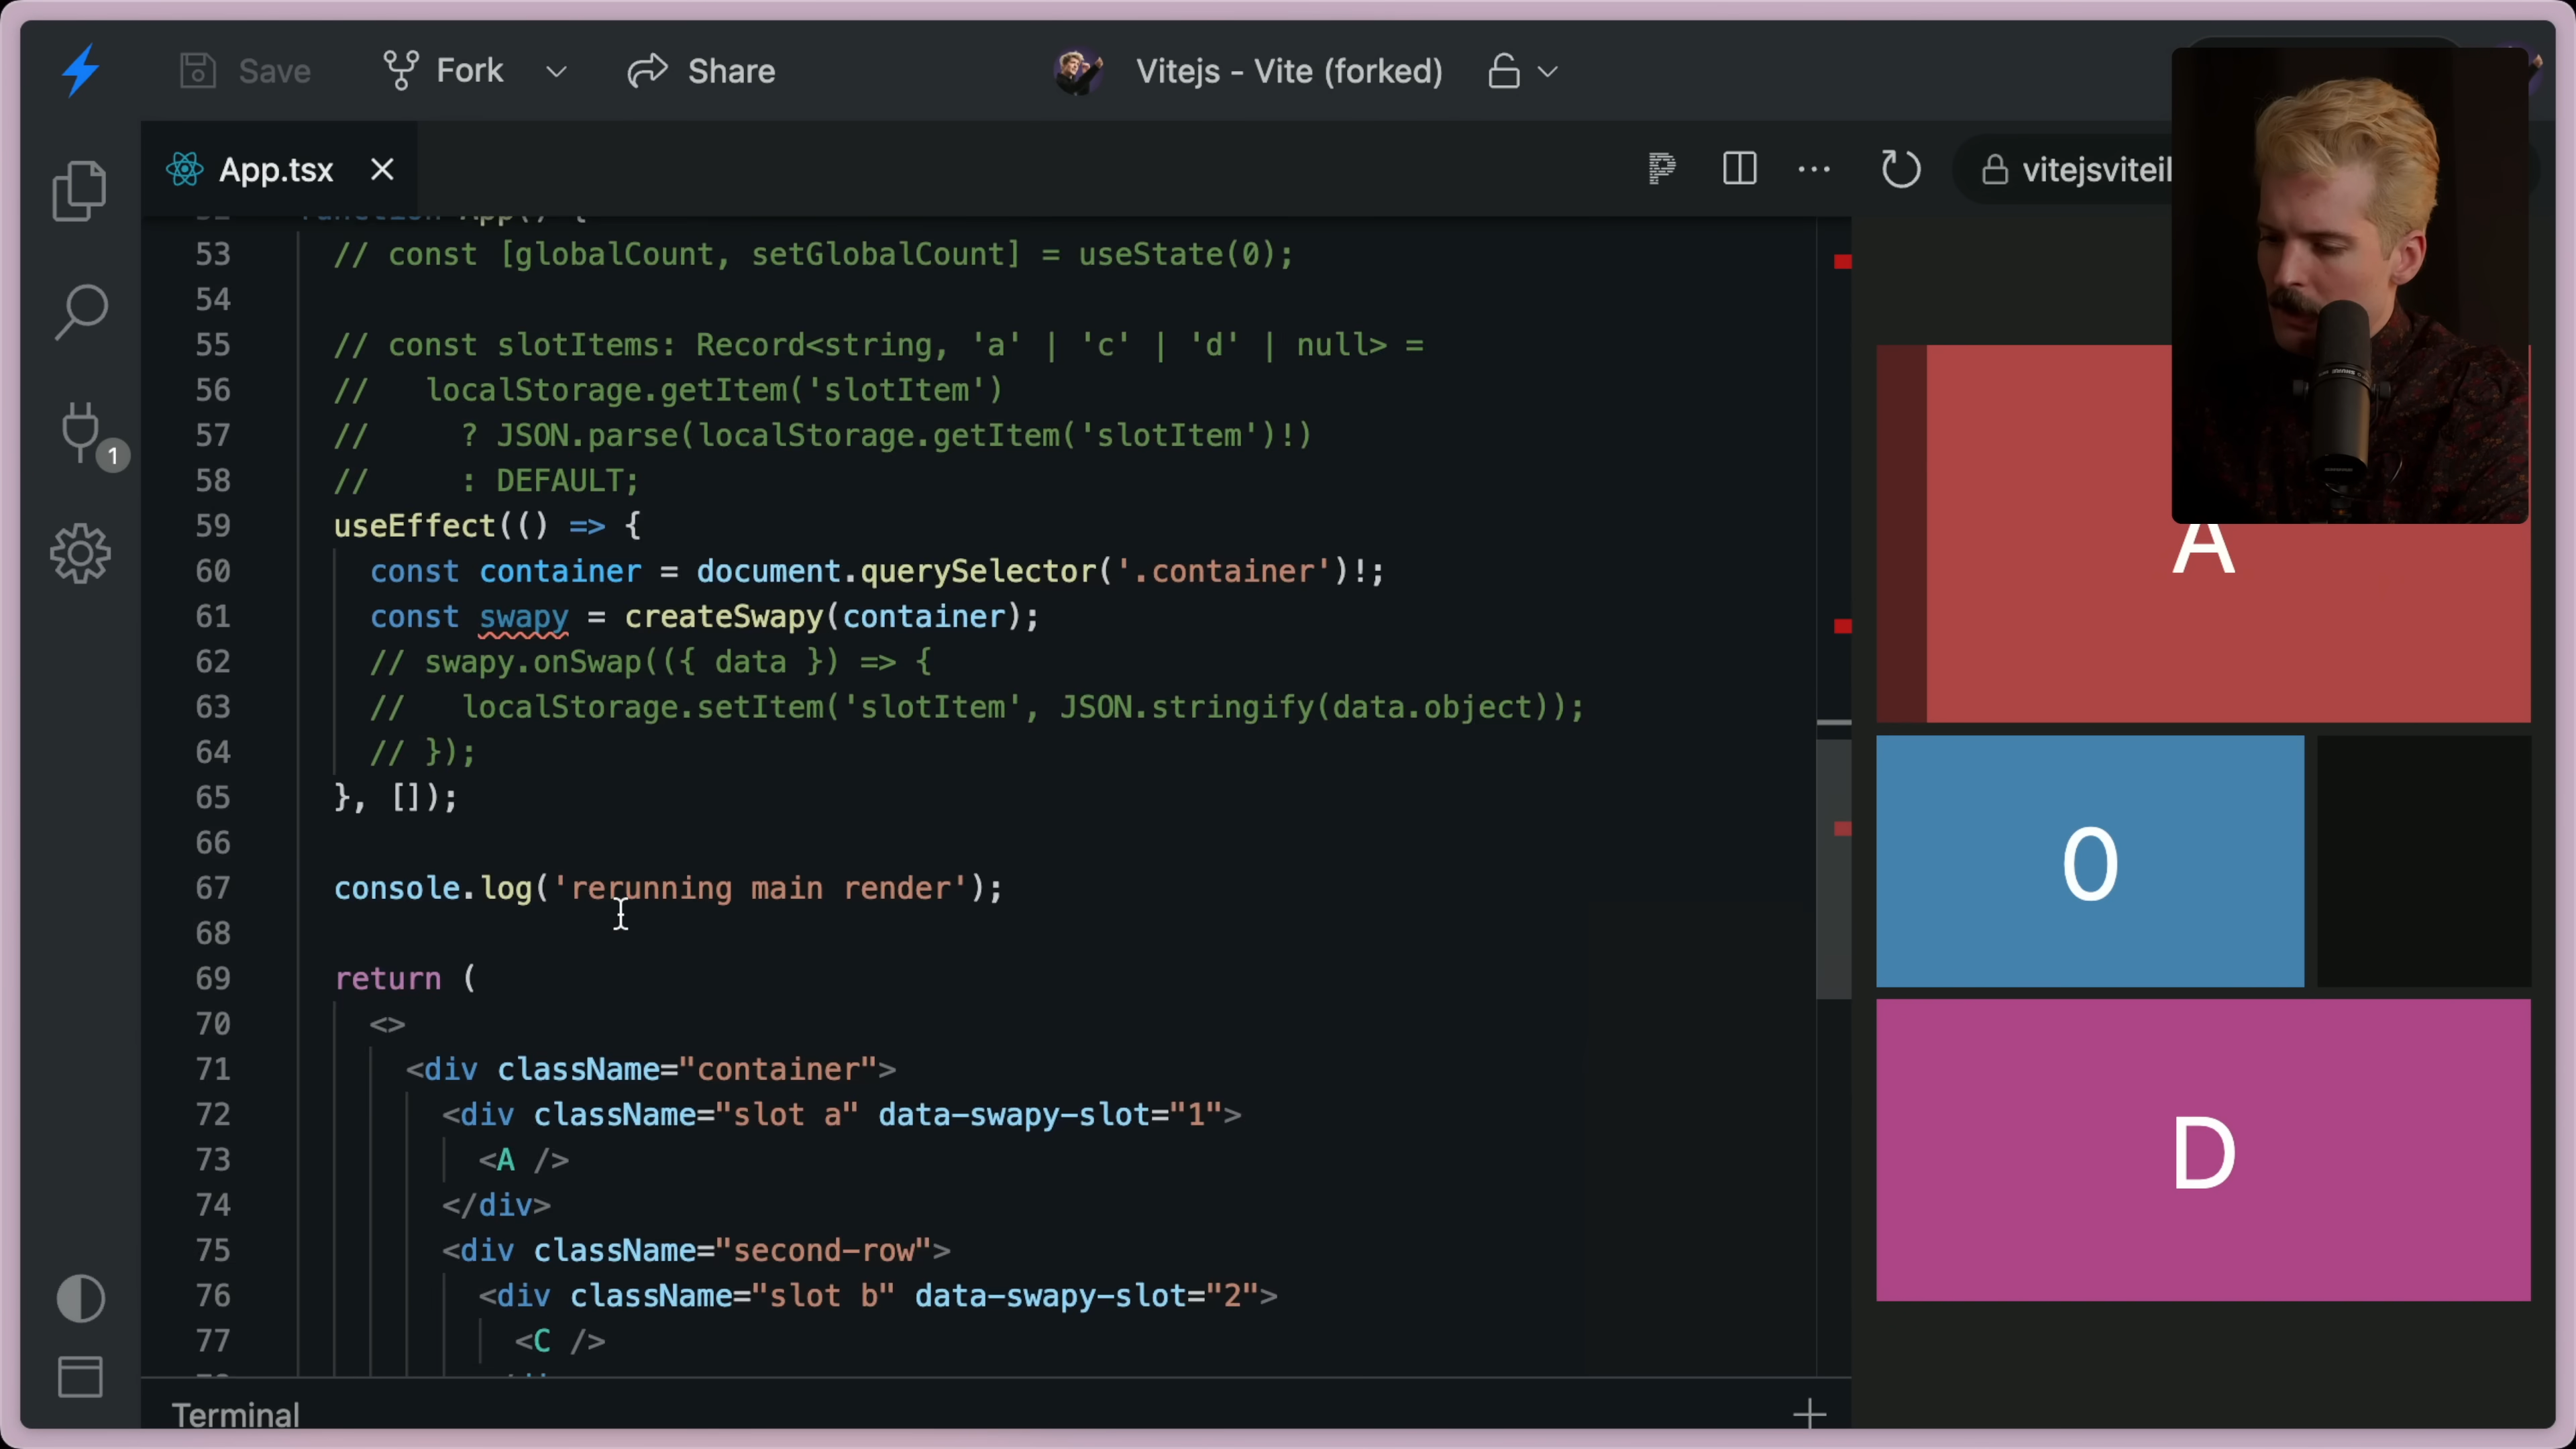 Save
Fork
Share
Vitejs - Vite (forked)
App.tsx
vitejsviteil
1
52 function App() {
53 // const [globalCount, setGlobalCount] = useState(0);
54
55 // const slotItems: Record<string, 'a' | 'c' | 'd' | null> =
56 // localStorage.getItem('slotItem')
57 // ? JSON.parse(localStorage.getItem('slotItem')!)
58 // : DEFAULT;
59 useEffect(() => {
60 const container = document.querySelector('.container')!;
61 const swapy = createSwapy(container);
62 // swapy.onSwap(({ data }) => {
63 // localStorage.setItem('slotItem', JSON.stringify(data.object));
64 // });
65 }, []);
66
67 console.log('rerunning main render');
68
69 return (
70 <>
71 <div className="container">
72 <div className="slot a" data-swapy-slot="1">
73 <A />
74 </div>
75 <div className="second-row">
76 <div className="slot b" data-swapy-slot="2">
77 <C />
A
0
D
Terminal